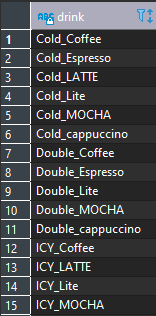 ABC drink
1 Cold_Coffee
2 Cold_Espresso
3 Cold_LATTE
4 Cold_Lite
5 Cold_MOCHA
6 Cold_cappuccino
7 Double_Coffee
8 Double_Espresso
9 Double_Lite
10 Double_MOCHA
11 Double_cappuccino
12 ICY_Coffee
13 ICY_LATTE
14 ICY_Lite
15 ICY_MOCHA